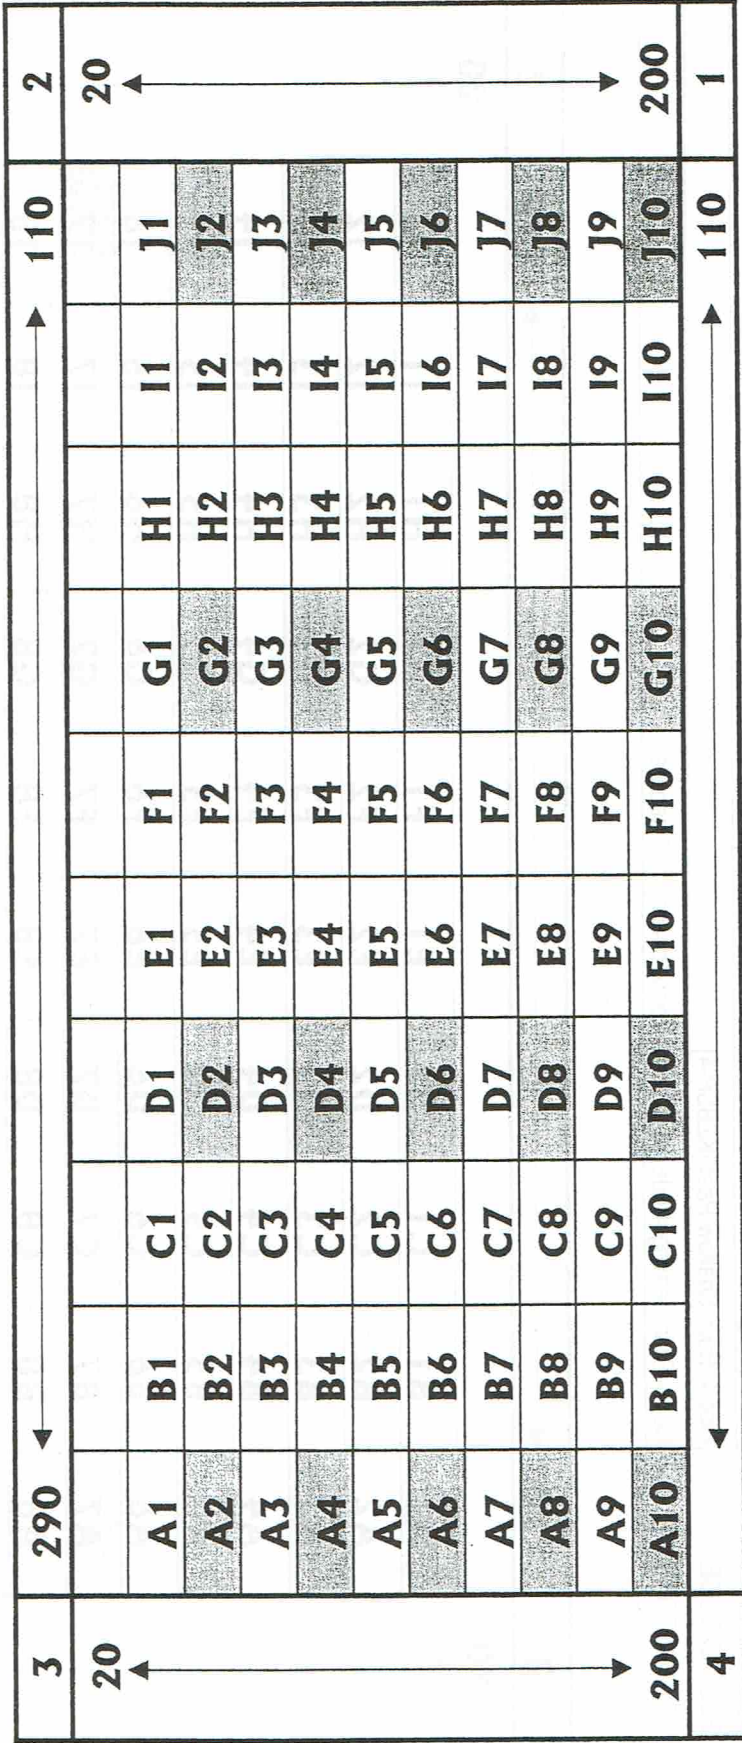 3 290 110 2
20 20
A1 B1 C1 D1 E1 F1 G1 H1 I1 J1
A2 B2 C2 D2 E2 F2 G2 H2 I2 J2
A3 B3 C3 D3 E3 F3 G3 H3 I3 J3
A4 B4 C4 D4 E4 F4 G4 H4 I4 J4
A5 B5 C5 D5 E5 F5 G5 H5 I5 J5
A6 B6 C6 D6 E6 F6 G6 H6 I6 J6
A7 B7 C7 D7 E7 F7 G7 H7 I7 J7
A8 B8 C8 D8 E8 F8 G8 H8 I8 J8
A9 B9 C9 D9 E9 F9 G9 H9 I9 J9
200 A10 B10 C10 D10 E10 F10 G10 H10 I10 J10 200
4 110 1